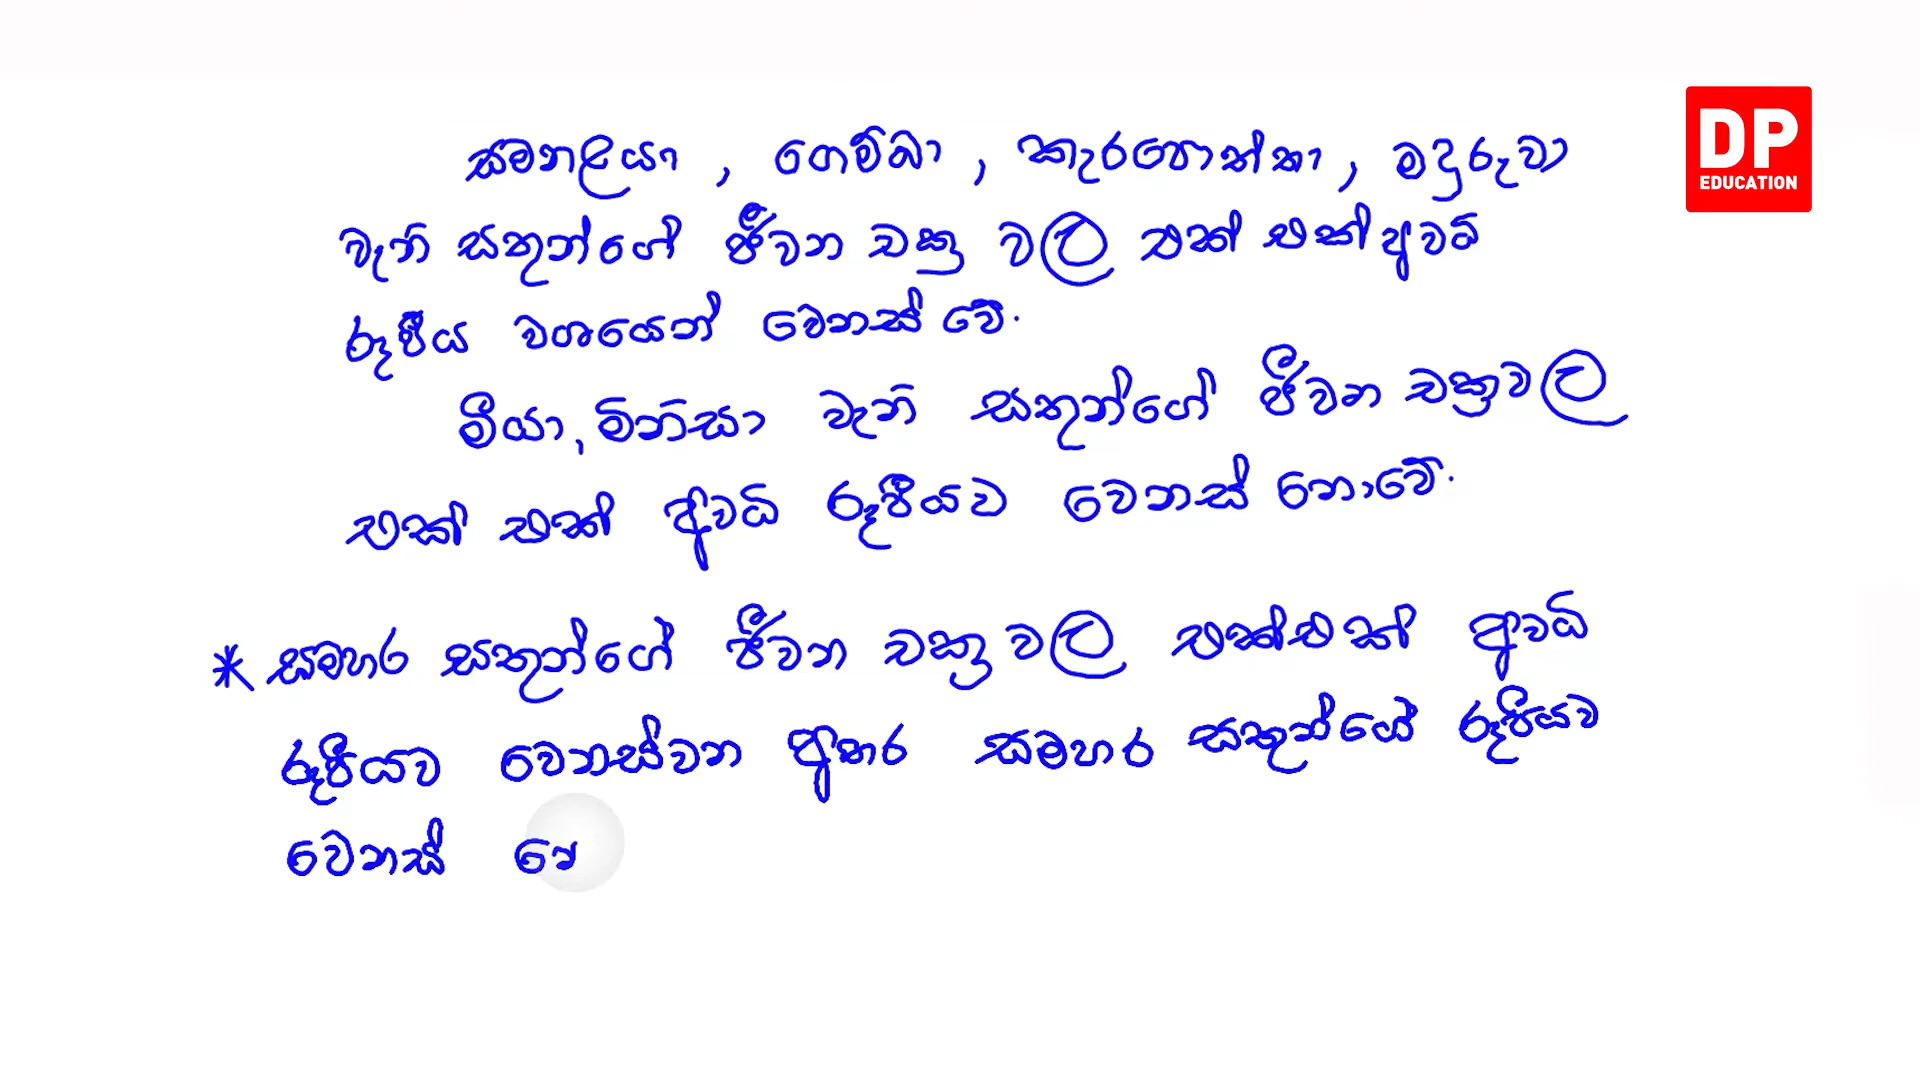 සමනළයා , ගෙම්බා , කැරපොත්තා , මදුරුවා
DP
EDUCATION
වැනි සතුන්ගේ ජීවන චක්‍ර වල එක් එක් අවධි
රූපීය වශයෙන් වෙනස් වේ.
මීයා, මිනිසා වැනි සතුන්ගේ ජීවන චක්‍රවල
එක් එක් අවධි රූපීයව වෙනස් නොවේ.
* සමහර සතුන්ගේ ජීවන චක්‍ර වල එක්එක් අවධි
රූපීයව වෙනස්වන අතර සමහර සතුන්ගේ රූපීයව
වෙනස්